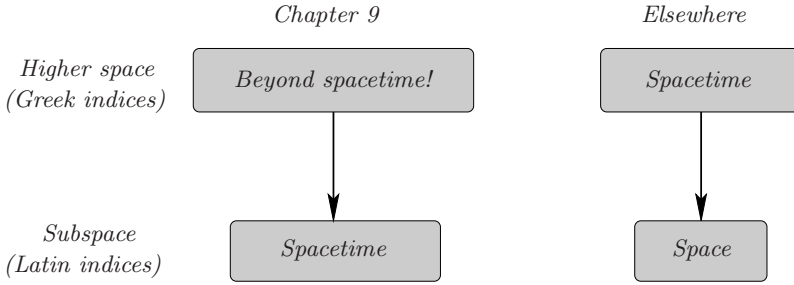 Chapter 9
Elsewhere
Higher space
(Greek indices)
Beyond spacetime!
Spacetime
Subspace
(Latin indices)
Spacetime
Space